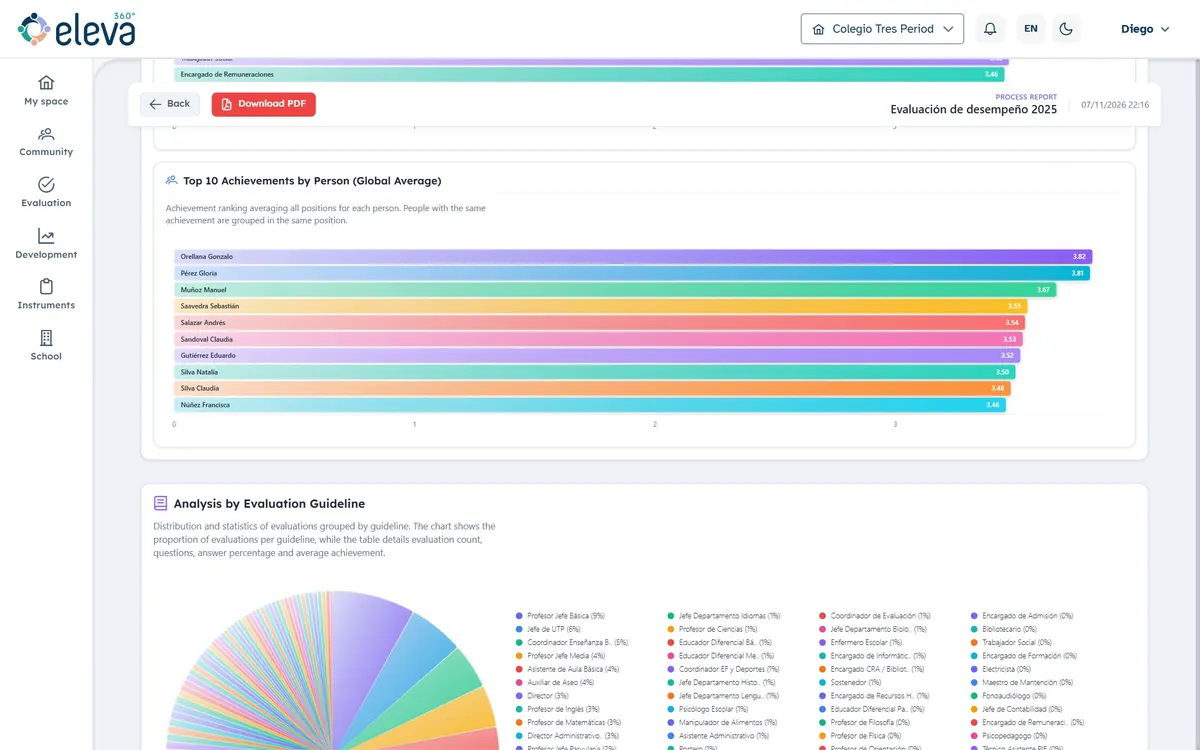 eleva 360°
Colegio Tres Period
EN
Diego
My space
Community
Evaluation
Development
Instruments
School
Encargado de Remuneraciones
3.46
Back
Download PDF
PROCESS REPORT
Evaluación de desempeño 2025
07/11/2026 22:16
Top 10 Achievements by Person (Global Average)
Achievement ranking averaging all positions for each person. People with the same
achievement are grouped in the same position.
Orellana Gonzalo 3.82
Pérez Gloria 3.81
Muñoz Manuel 3.67
Saavedra Sebastián 3.55
Salazar Andrés 3.54
Sandoval Claudia 3.53
Gutiérrez Eduardo 3.52
Silva Natalia 3.50
Silva Claudia 3.48
Núñez Francisca 3.46
0 1 2 3
Analysis by Evaluation Guideline
Distribution and statistics of evaluations grouped by guideline. The chart shows the
proportion of evaluations per guideline, while the table details evaluation count,
questions, answer percentage and average achievement.
Profesor Jefe Básica (9%)
Jefe de UTP (6%)
Coordinador Enseñanza B.. (5%)
Profesor Jefe Media (4%)
Asistente de Aula Básica (4%)
Auxiliar de Aseo (4%)
Director (3%)
Profesor de Inglés (3%)
Profesor de Matemáticas (3%)
Director Administrativo.. (3%)
Profesor Jefe Parvularia (3%)
Jefe Departamento Idiomas (1%)
Profesor de Ciencias (1%)
Educador Diferencial Bá.. (1%)
Educador Diferencial Me.. (1%)
Coordinador EF y Deportes (1%)
Jefe Departamento Histo.. (1%)
Jefe Departamento Lengu.. (1%)
Psicólogo Escolar (1%)
Manipulador de Alimentos (1%)
Asistente Administrativo (1%)
Portero (1%)
Coordinador de Evaluación (1%)
Jefe Departamento Biolo.. (1%)
Enfermero Escolar (1%)
Encargado de Informátic.. (1%)
Encargado CRA / Bibliot.. (1%)
Sostenedor (1%)
Encargado de Recursos H.. (1%)
Educador Diferencial Pa.. (0%)
Profesor de Filosofía (0%)
Profesor de Física (0%)
Profesor de Orientación (0%)
Encargado de Admisión (0%)
Bibliotecario (0%)
Trabajador Social (0%)
Encargado de Formación (0%)
Electricista (0%)
Maestro de Mantención (0%)
Fonoaudiólogo (0%)
Jefe de Contabilidad (0%)
Encargado de Remuneraci.. (0%)
Psicopedagogo (0%)
Técnico Asistente PIE (0%)